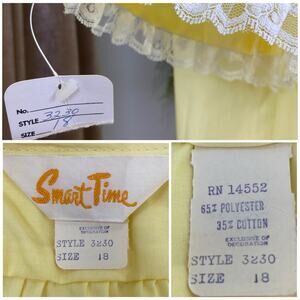 No.
STYLE 3230
SIZE 18
Smart Time
EXCLUSIVE OF
DECORATION
STYLE 3230
SIZE 18
RN 14552
65% POLYESTER
35% COTTON
EXCLUSIVE OF
DECORATION
STYLE 3230
SIZE 18